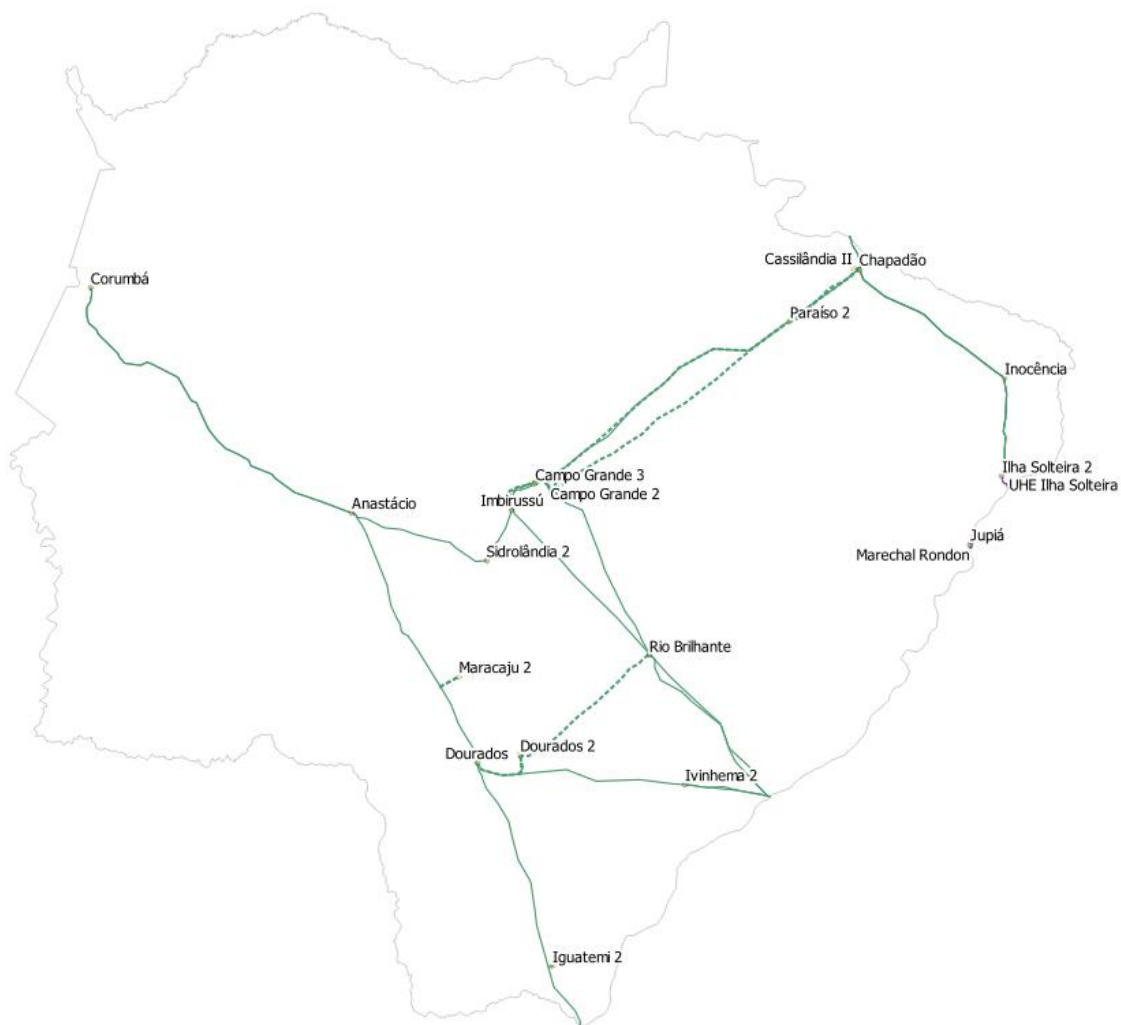 Cassilândia II
Chapadão
Corumbá
Paraíso 2
Inocência
Campo Grande 3
Ilha Solteira 2
UHE Ilha Solteira
Campo Grande 2
Imbirussú
Anastácio
Jupiá
Sidrolândia 2
Marechal Rondon
Rio Brilhante
Maracaju 2
Dourados 2
Dourados
Ivinhema 2
Iguatemi 2